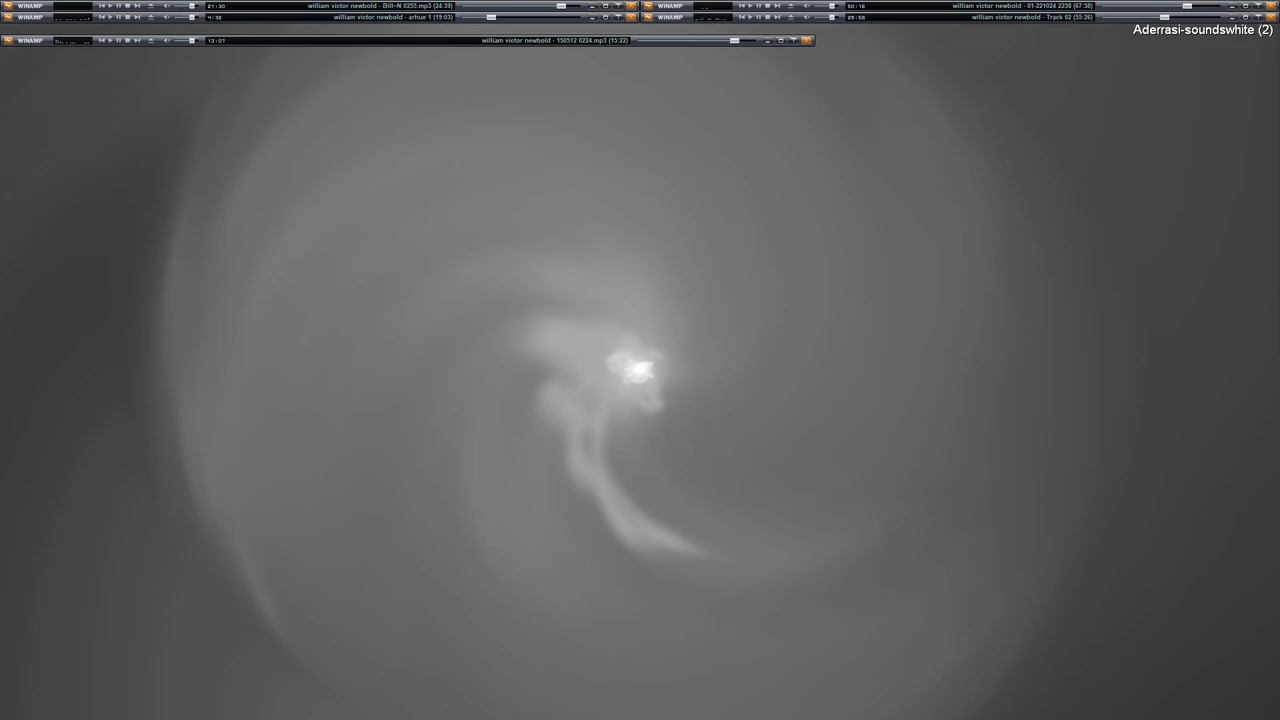 WINAMP 21:30 william victor newbold - Bill-N 0255.mp3 (24:39)
WINAMP 50:16 william victor newbold - 01-221024 2238 (67:38)
WINAMP 4:32 william victor newbold - arhue 1 (19:03)
WINAMP 29:58 william victor newbold - Track 02 (55:26)
Aderrasi-soundswhite (2)
WINAMP 13:07 william victor newbold - 150512 0224.mp3 (15:22)